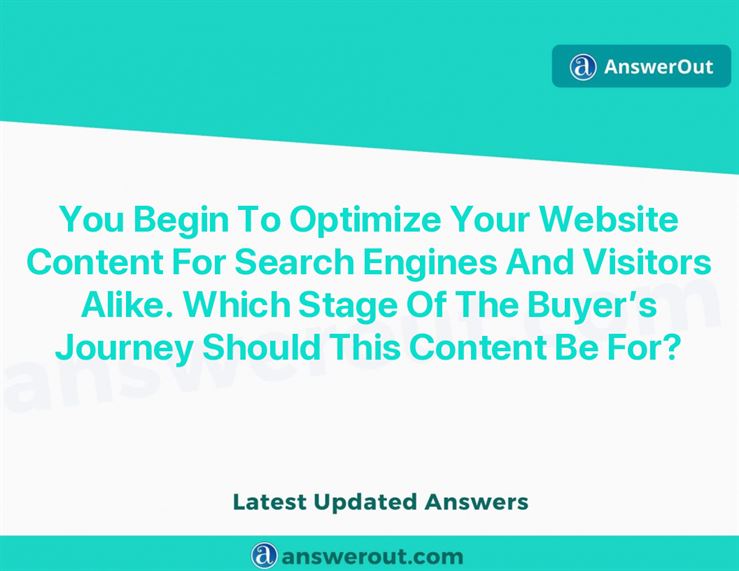 AnswerOut
You Begin To Optimize Your Website
Content For Search Engines And Visitors
Alike. Which Stage Of The Buyer’s
Journey Should This Content Be For?
answerout.com
Latest Updated Answers
answerout.com